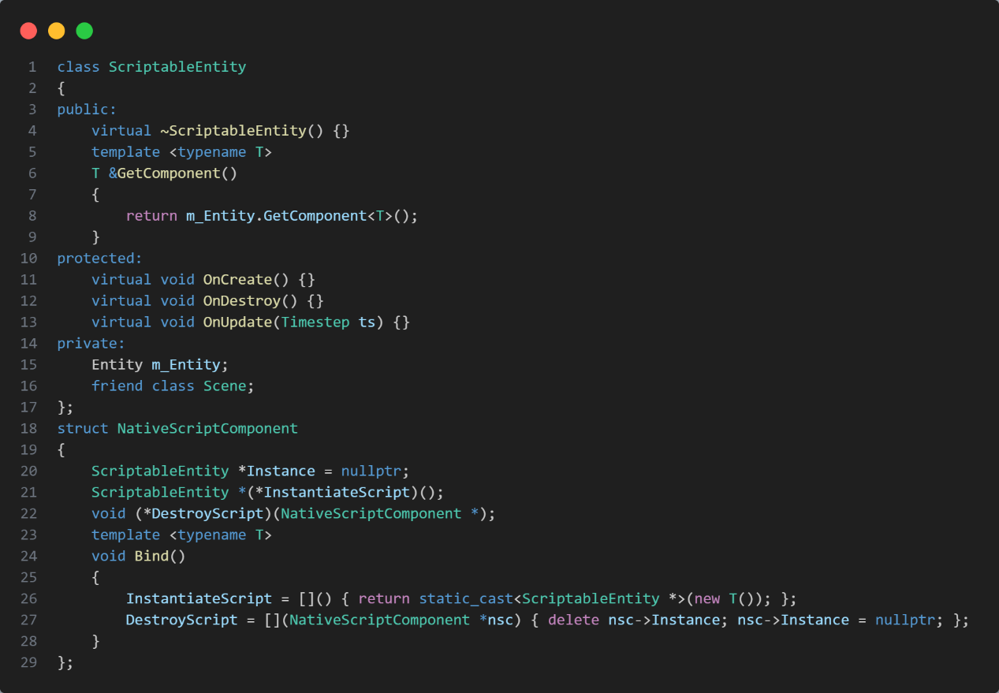 1 class ScriptableEntity
2 {
3 public:
4     virtual ~ScriptableEntity() {}
5     template <typename T>
6     T &GetComponent()
7     {
8         return m_Entity.GetComponent<T>();
9     }
10 protected:
11     virtual void OnCreate() {}
12     virtual void OnDestroy() {}
13     virtual void OnUpdate(Timestep ts) {}
14 private:
15     Entity m_Entity;
16     friend class Scene;
17 };
18 struct NativeScriptComponent
19 {
20     ScriptableEntity *Instance = nullptr;
21     ScriptableEntity *(*InstantiateScript)();
22     void (*DestroyScript)(NativeScriptComponent *);
23     template <typename T>
24     void Bind()
25     {
26         InstantiateScript = []() { return static_cast<ScriptableEntity *>(new T()); };
27         DestroyScript = [](NativeScriptComponent *nsc) { delete nsc->Instance; nsc->Instance = nullptr; };
28     }
29 };